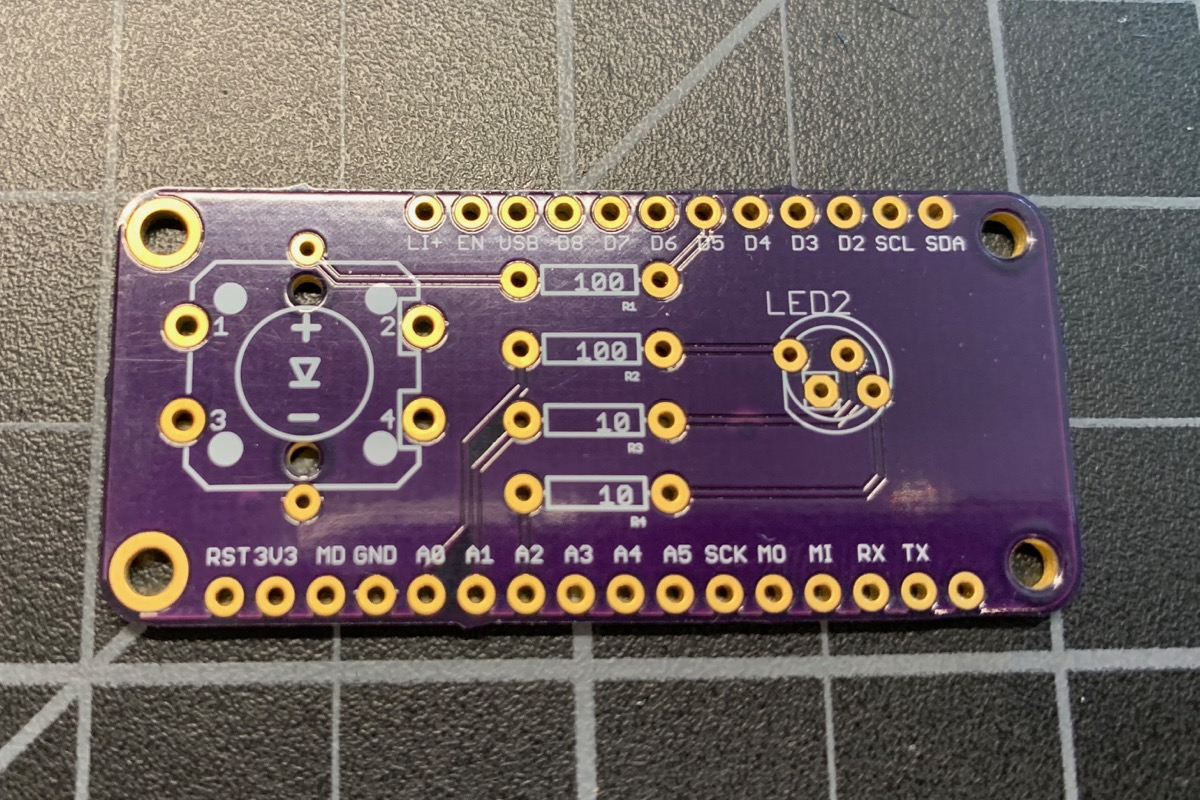 LI+ EN USB D8 D7 D6 D5 D4 D3 D2 SCL SDA
100
R1
LED2
1 2
+
100
R2
3 4
-
10
R3
10
R4
RST 3V3 MD GND A0 A1 A2 A3 A4 A5 SCK MO MI RX TX